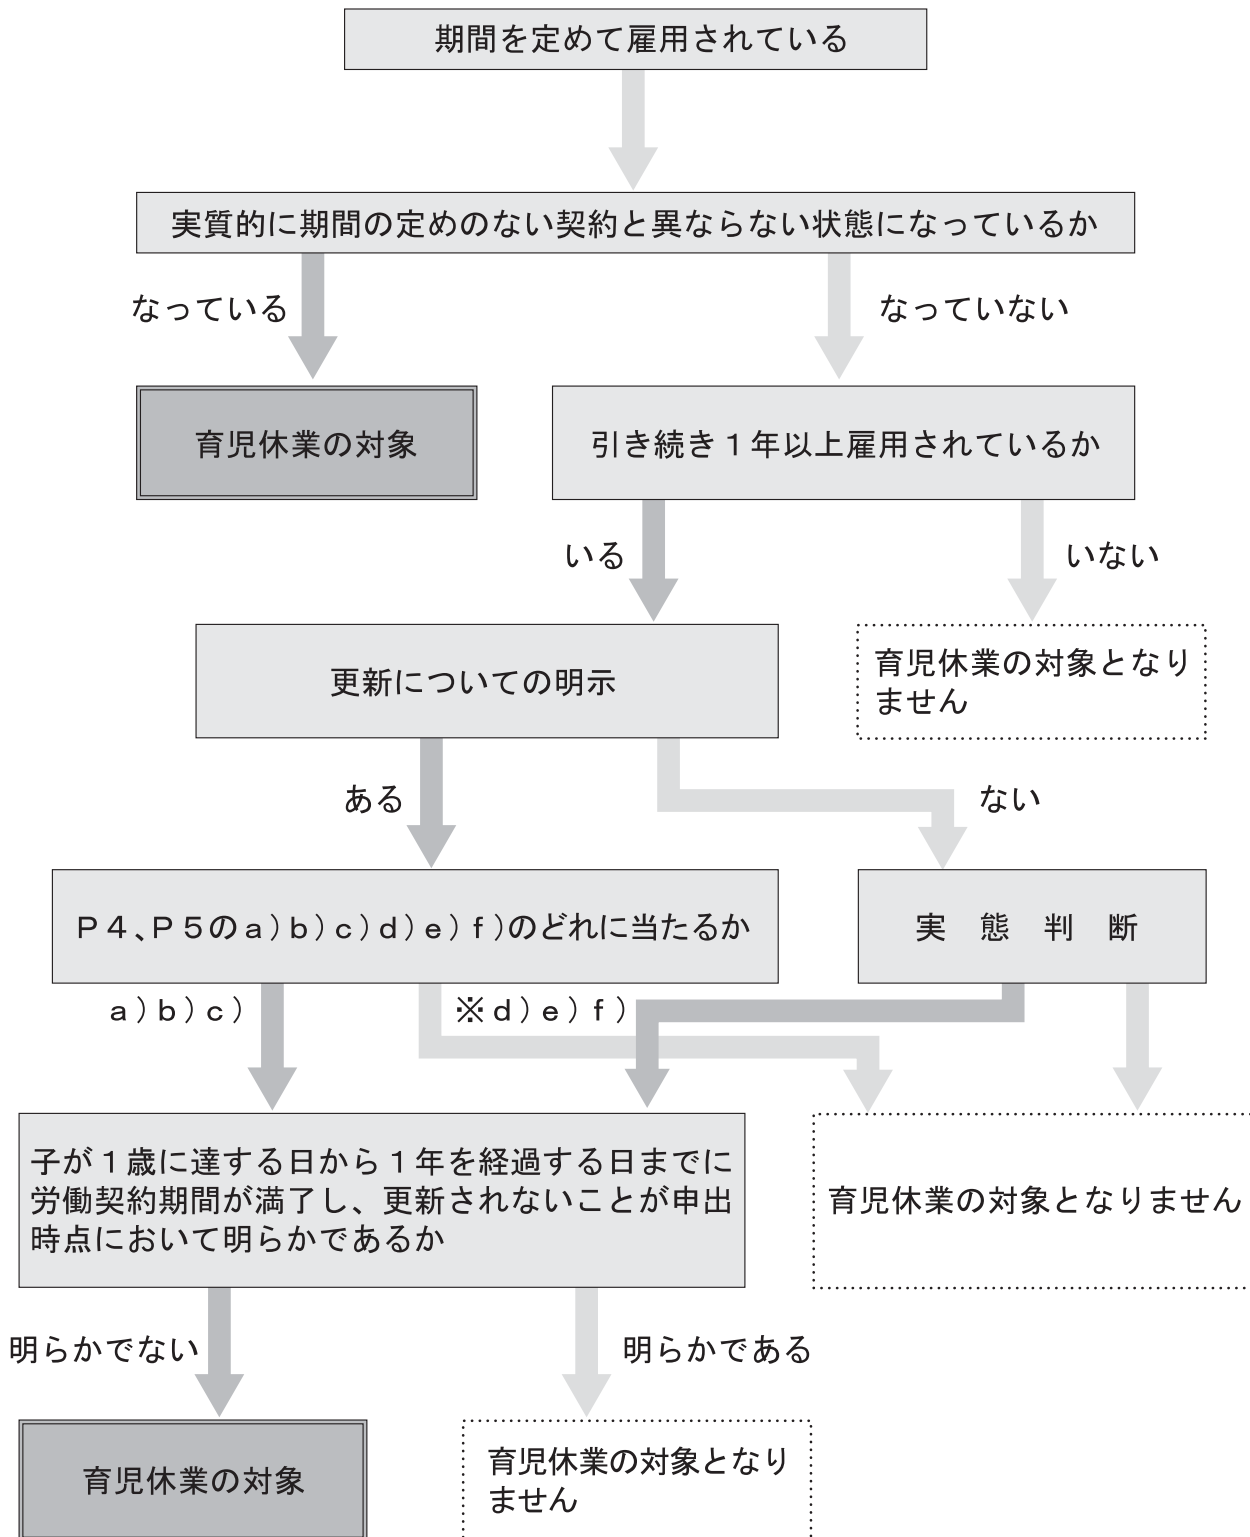 期間を定めて雇用されている
実質的に期間の定めのない契約と異ならない状態になっているか
なっている
なっていない
育児休業の対象
引き続き１年以上雇用されているか
いる
いない
更新についての明示
育児休業の対象となり
ません
ある
ない
Ｐ４、Ｐ５のａ）ｂ）ｃ）ｄ）ｅ）ｆ）のどれに当たるか
実　態　判　断
ａ）ｂ）ｃ）
※ｄ）ｅ）ｆ）
子が１歳に達する日から１年を経過する日までに
労働契約期間が満了し、更新されないことが申出
時点において明らかであるか
育児休業の対象となりません
明らかでない
明らかである
育児休業の対象
育児休業の対象となり
ません